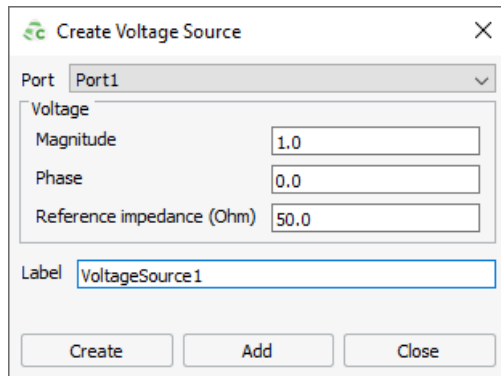 Create Voltage Source
Port Port1
Voltage
Magnitude 1.0
Phase 0.0
Reference impedance (Ohm) 50.0
Label VoltageSource1
Create Add Close